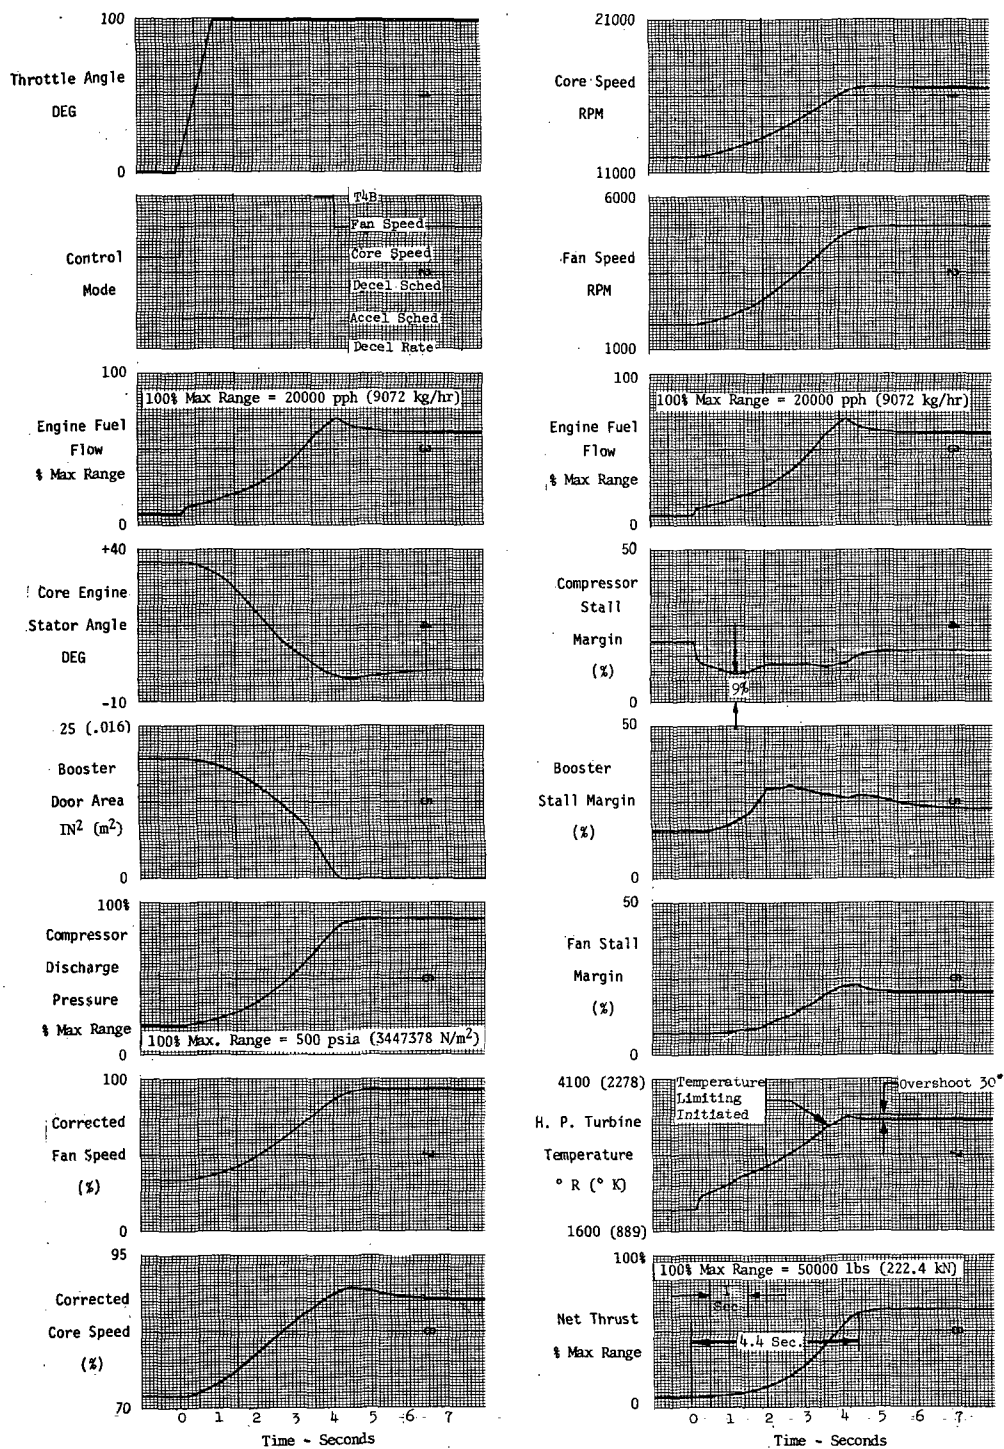 100
Throttle Angle
DEG
0
Control
Mode
T4B
Fan Speed
Core Speed
Decel Sched
Accel Sched
Decel Rate
100
100% Max Range = 20000 pph (9072 kg/hr)
Engine Fuel
Flow
% Max Range
0
+40
Core Engine
Stator Angle
DEG
-10
25 (.016)
Booster
Door Area
IN² (m²)
0
100%
Compressor
Discharge
Pressure
% Max Range
100% Max. Range = 500 psia (3447378 N/m²)
0
100
Corrected
Fan Speed
(%)
0
95
Corrected
Core Speed
(%)
70
0 1 2 3 4 5 6 7
Time - Seconds
21000
Core Speed
RPM
11000
6000
Fan Speed
RPM
1000
100
100% Max Range = 20000 pph (9072 kg/hr)
Engine Fuel
Flow
% Max Range
0
50
Compressor
Stall
Margin
(%)
9%
0
50
Booster
Stall Margin
(%)
0
50
Fan Stall
Margin
(%)
0
4100 (2278)
Temperature
Limiting
Initiated
Overshoot 30°
H. P. Turbine
Temperature
° R (° K)
1600 (889)
100%
100% Max Range = 50000 lbs (222.4 kN)
1
Sec
Net Thrust
4.4 Sec.
% Max Range
0
0 1 2 3 4 5 6 7
Time - Seconds